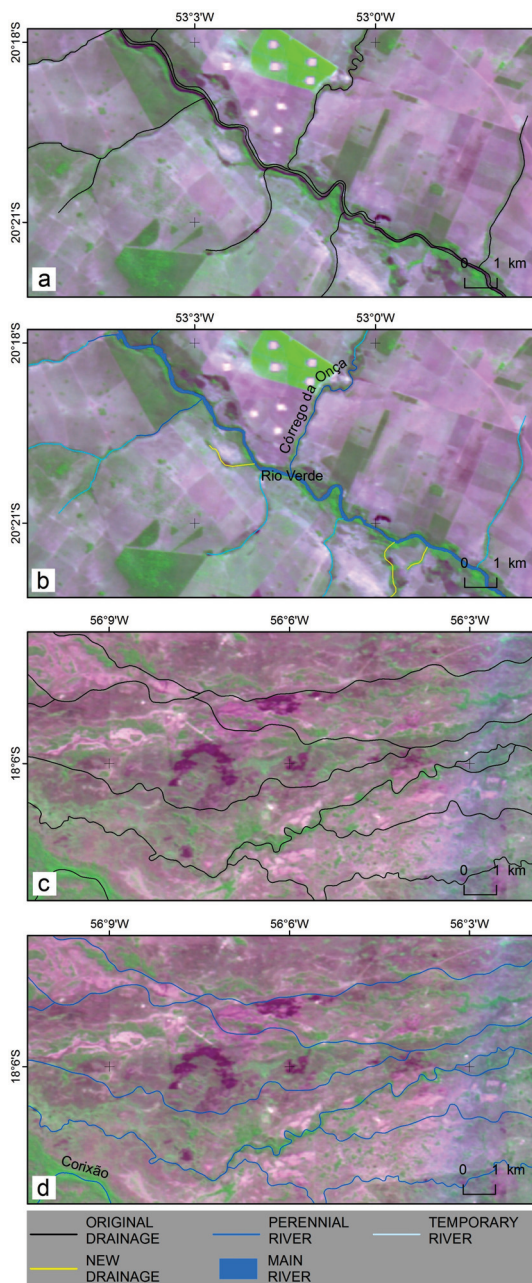 53°3'W 53°0'W
20°18'S
20°21'S
0 1 km
a
53°3'W 53°0'W
20°18'S
Córrego da Onça
Rio Verde
20°21'S
0 1 km
b
56°9'W 56°6'W 56°3'W
18°6'S
0 1 km
c
56°9'W 56°6'W 56°3'W
18°6'S
Corixão
0 1 km
d
ORIGINAL DRAINAGE
PERENNIAL RIVER
TEMPORARY RIVER
NEW DRAINAGE
MAIN RIVER